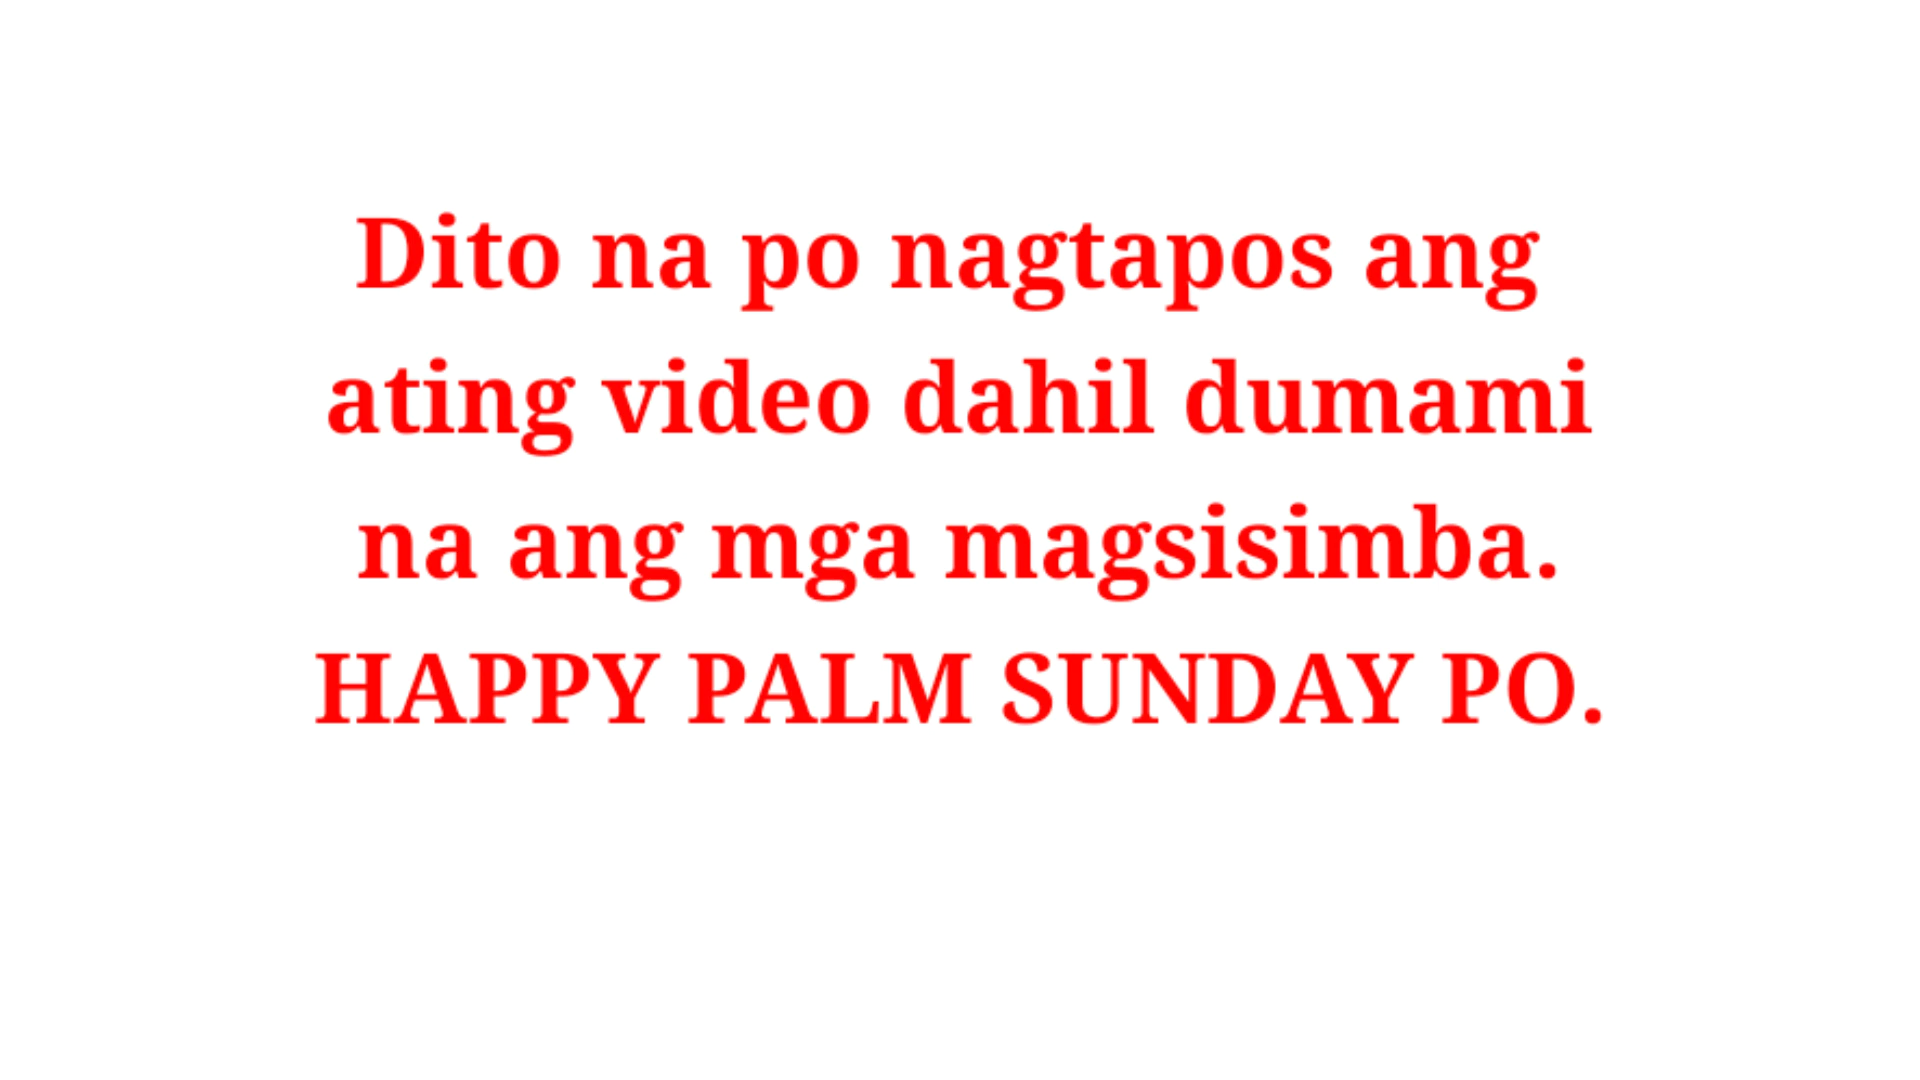 Dito na po nagtapos ang
ating video dahil dumami
na ang mga magsisimba.
HAPPY PALM SUNDAY PO.